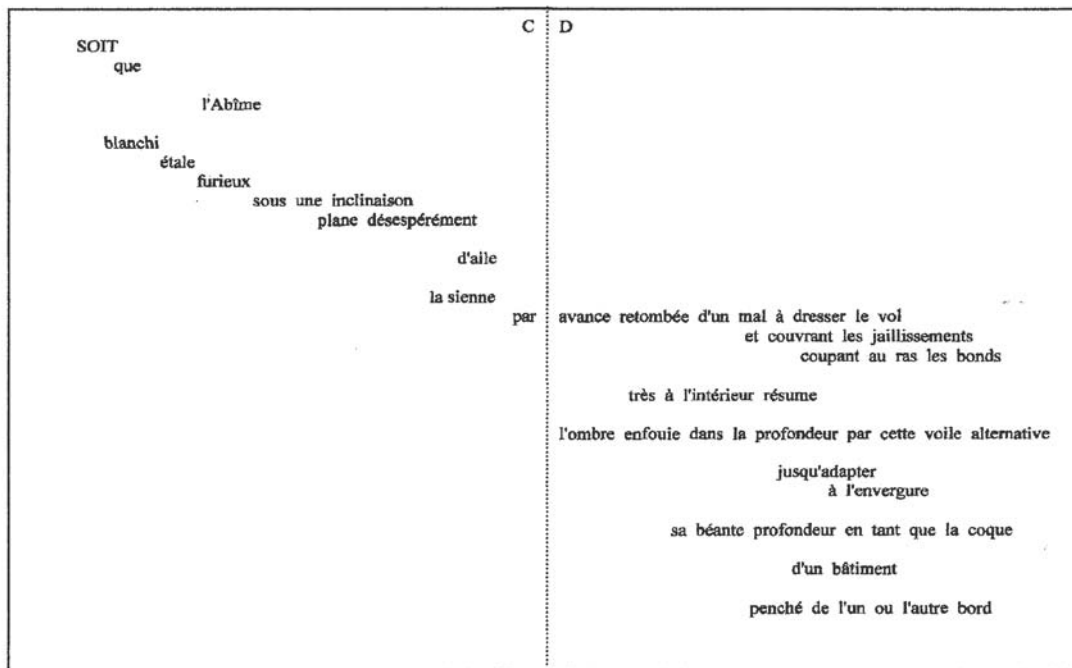 C D
SOIT
que
l'Abîme
blanchi
étale
furieux
sous une inclinaison
plane désespérément
d'aile
la sienne
par avance retombée d'un mal à dresser le vol
et couvrant les jaillissements
coupant au ras les bonds
très à l'intérieur résume
l'ombre enfouie dans la profondeur par cette voile alternative
jusqu'adapter
à l'envergure
sa béante profondeur en tant que la coque
d'un bâtiment
penché de l'un ou l'autre bord